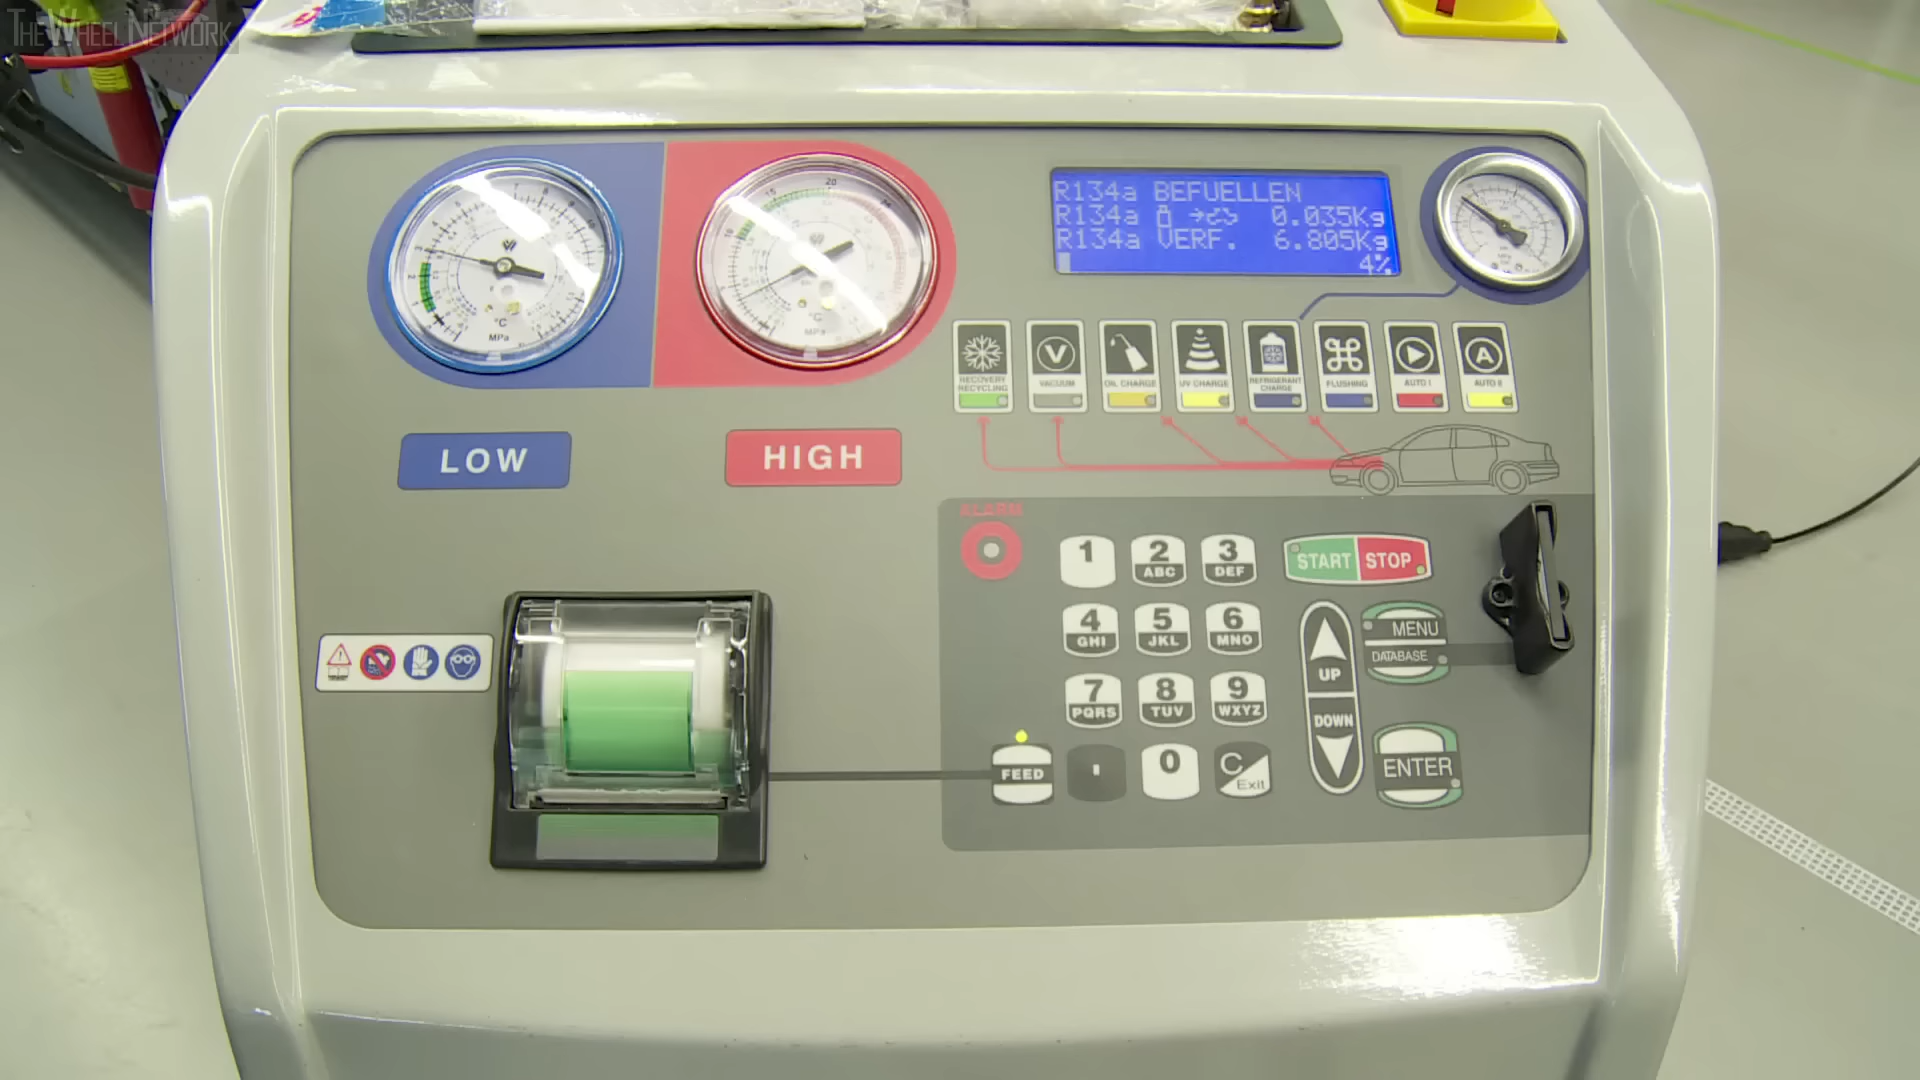 THE WHEEL NETWORK
R134a BEFUELLEN
R134a 0.035Kg
R134a VERF. 6.805Kg
4%
°C
MPa
15
20
MPa
RECOVERY
RECYCLING
V
VACUUM
OIL CHARGE
UV CHARGE
REFRIGERANT
CHARGE
FLUSHING
AUTO I
A
AUTO II
LOW
HIGH
ALARM
1
2
ABC
3
DEF
START STOP
4
GHI
5
JKL
6
MNO
UP
MENU
DATABASE
7
PQRS
8
TUV
9
WXYZ
DOWN
FEED
0
C
Exit
ENTER